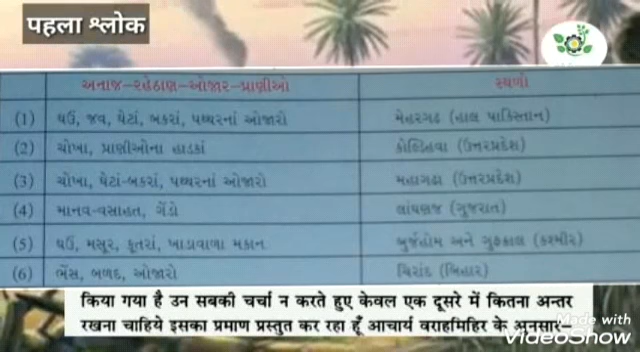 पहला श्लोक
અનાજ-રહેઠાણ-ઓજાર-પ્રાણીઓ સ્થળો
(1) ઘઉં, જવ, ઘેટાં, બકરાં, પથ્થરનાં ઓજારો મેહરગઢ (હાલ પાકિસ્તાન)
(2) ચોખા, પ્રાણીઓના હાડકાં કોલ્ડિહવા (ઉત્તરપ્રદેશ)
(3) ચોખા, ઘેટાં-બકરાં, પથ્થરનાં ઓજારો મહાગઢા (ઉત્તરપ્રદેશ)
(4) માનવ-વસાહત, ગેંડો લાંઘણજ (ગુજરાત)
(5) ઘઉં, મસુર, કૂતરાં, ખાડાવાળા મકાન બુર્જહોમ અને ગુફકાલ (કશ્મીર)
(6) ભેંસ, બળદ, ઓજારો ચિરાંદ (બિહાર)
किया गया है उन सबकी चर्चा न करते हुए केवल एक दूसरे में कितना अन्तर
रखना चाहिये इसका प्रमाण प्रस्तुत कर रहा हूँ आचार्य वराहमिहिर के अनुसार-
Made with
VideoShow